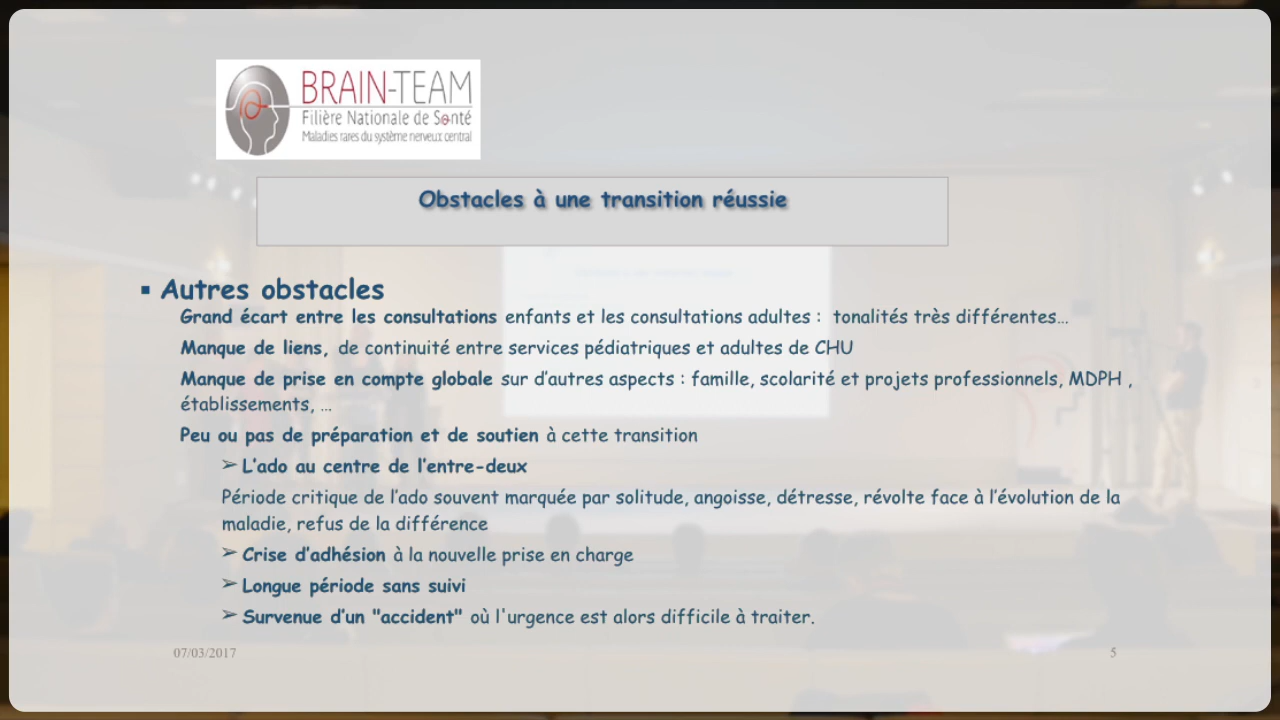 BRAIN-TEAM
Filière Nationale de Santé
Maladies rares du système nerveux central
Obstacles à une transition réussie
▪ Autres obstacles
Grand écart entre les consultations enfants et les consultations adultes : tonalités très différentes…
Manque de liens, de continuité entre services pédiatriques et adultes de CHU
Manque de prise en compte globale sur d’autres aspects : famille, scolarité et projets professionnels, MDPH ,
établissements, …
Peu ou pas de préparation et de soutien à cette transition
➢ L’ado au centre de l’entre-deux
Période critique de l’ado souvent marquée par solitude, angoisse, détresse, révolte face à l’évolution de la
maladie, refus de la différence
➢ Crise d’adhésion à la nouvelle prise en charge
➢ Longue période sans suivi
➢ Survenue d’un "accident" où l'urgence est alors difficile à traiter.
07/03/2017
5